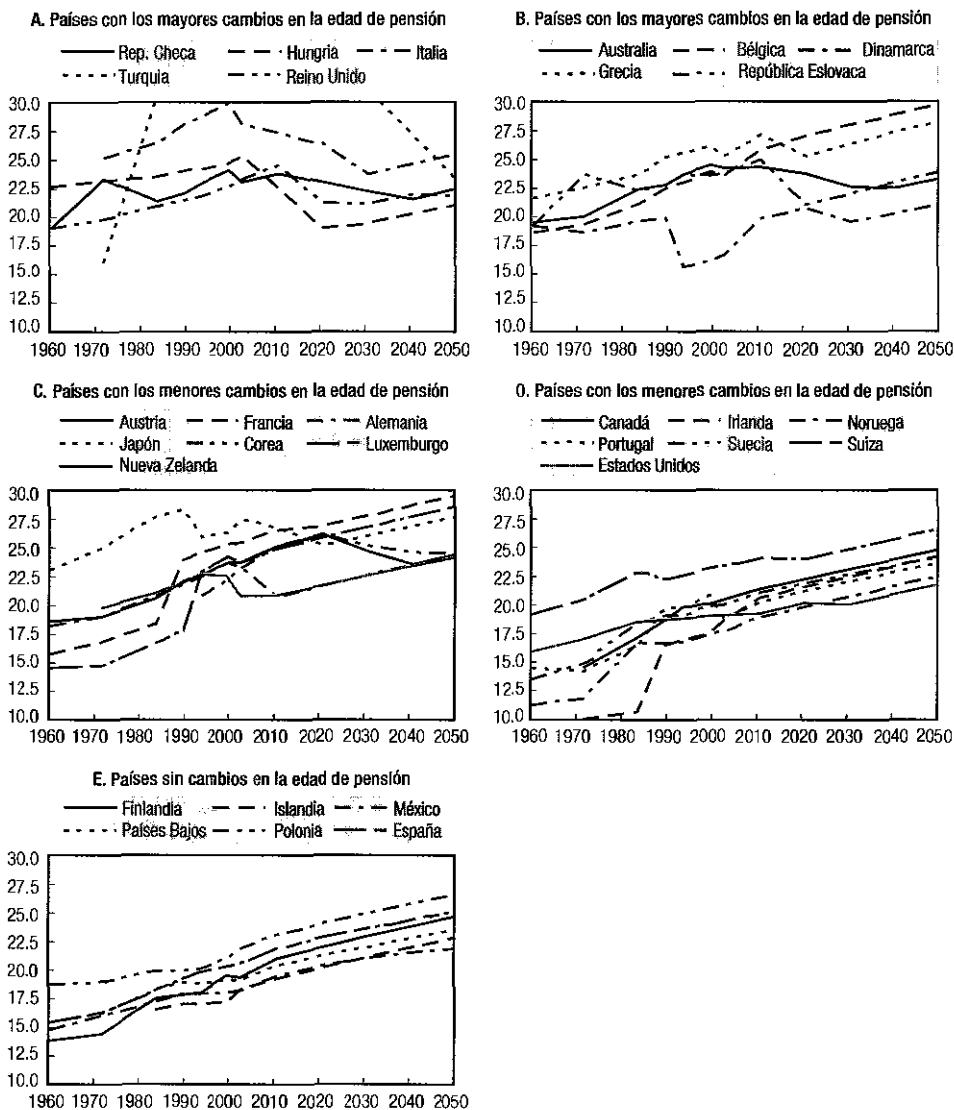 A. Países con los mayores cambios en la edad de pensión
Rep. Checa Hungria Italia
Turquia Reino Unido
30.0
27.5
25.0
22.5
20.0
17.5
15.0
12.5
10.0
1960 1970 1980 1990 2000 2010 2020 2030 2040 2050
B. Países con los mayores cambios en la edad de pensión
Australia Bélgica Dinamarca
Grecia República Eslovaca
30.0
27.5
25.0
22.5
20.0
17.5
15.0
12.5
10.0
1960 1970 1980 1990 2000 2010 2020 2030 2040 2050
C. Países con los menores cambios en la edad de pensión
Austria Francia Alemania
Japón Corea Luxemburgo
Nueva Zelanda
30.0
27.5
25.0
22.5
20.0
17.5
15.0
12.5
10.0
1960 1970 1980 1990 2000 2010 2020 2030 2040 2050
0. Países con los menores cambios en la edad de pensión
Canadá Irlanda Noruega
Portugal Suecia Suiza
Estados Unidos
30.0
27.5
25.0
22.5
20.0
17.5
15.0
12.5
10.0
1960 1970 1980 1990 2000 2010 2020 2030 2040 2050
E. Países sin cambios en la edad de pensión
Finlandia Islandia México
Países Bajos Polonia España
30.0
27.5
25.0
22.5
20.0
17.5
15.0
12.5
10.0
1960 1970 1980 1990 2000 2010 2020 2030 2040 2050